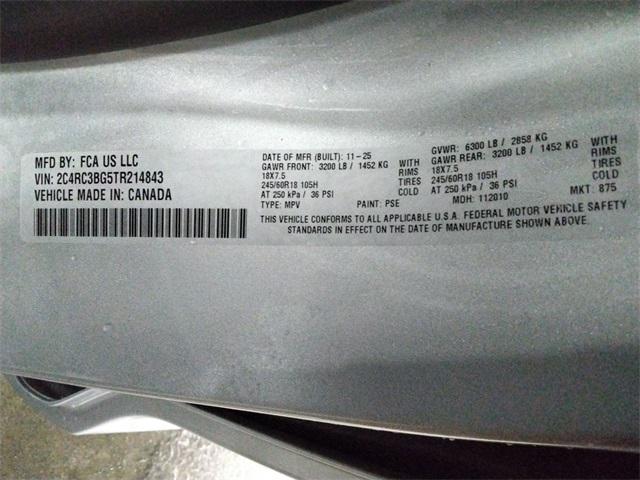 MFD BY: FCA US LLC
VIN: 2C4RC3BG5TR214843
VEHICLE MADE IN: CANADA
DATE OF MFR (BUILT): 11-25
GAWR FRONT: 3200 LB / 1452 KG WITH
18X7.5 RIMS
245/60R18 105H TIRES
AT 250 kPa / 36 PSI COLD
TYPE: MPV PAINT: PSE
GVWR: 6300 LB / 2858 KG
GAWR REAR: 3200 LB / 1452 KG WITH
18X7.5 RIMS
245/60R18 105H TIRES
AT 250 kPa / 36 PSI COLD
MDH: 112010 MKT: 875
THIS VEHICLE CONFORMS TO ALL APPLICABLE U.S.A. FEDERAL MOTOR VEHICLE SAFETY
STANDARDS IN EFFECT ON THE DATE OF MANUFACTURE SHOWN ABOVE.